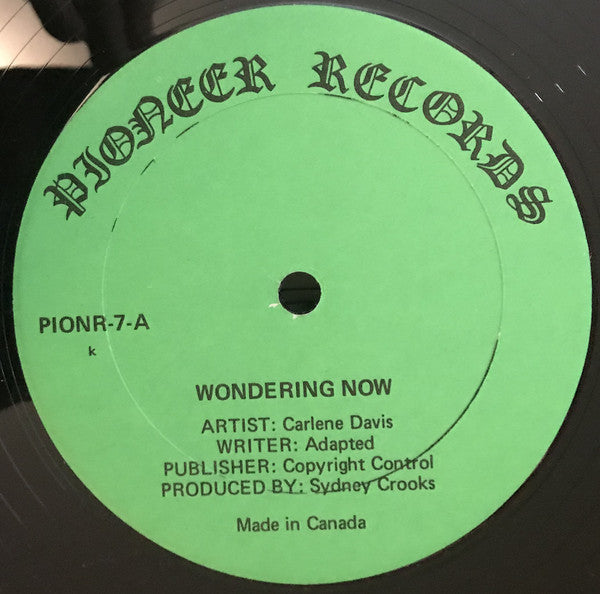 PIONEER RECORDS
PIONR-7-A
k
WONDERING NOW
ARTIST: Carlene Davis
WRITER: Adapted
PUBLISHER: Copyright Control
PRODUCED BY: Sydney Crooks
Made in Canada